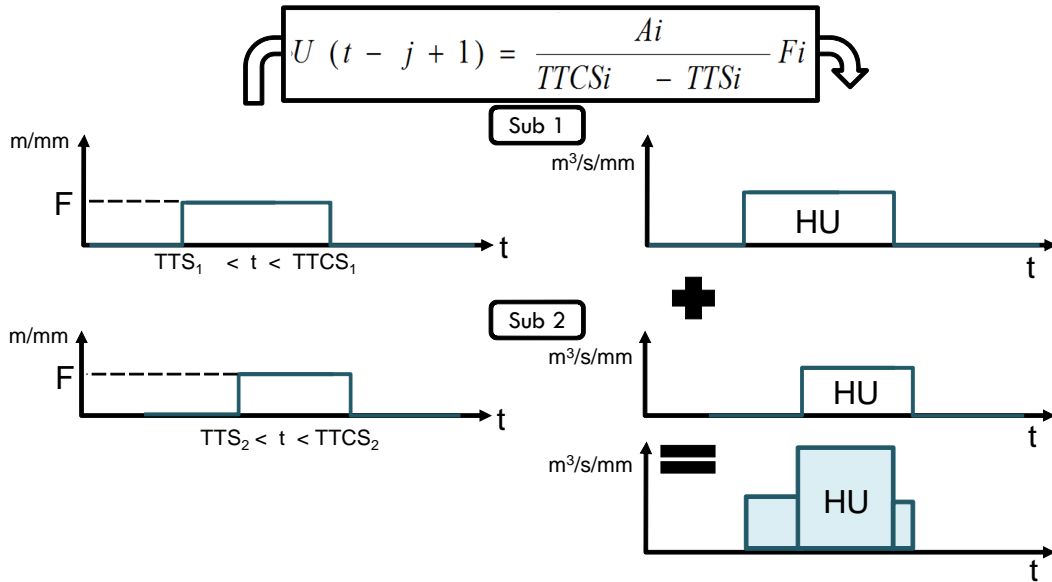 U (t − j + 1) = Ai / TTCSi − TTSi Fi
Sub 1
m/mm
F
t
TTS₁ < t < TTCS₁
m³/s/mm
HU
t
Sub 2
m/mm
F
t
TTS₂ < t < TTCS₂
m³/s/mm
HU
t
m³/s/mm
HU
t